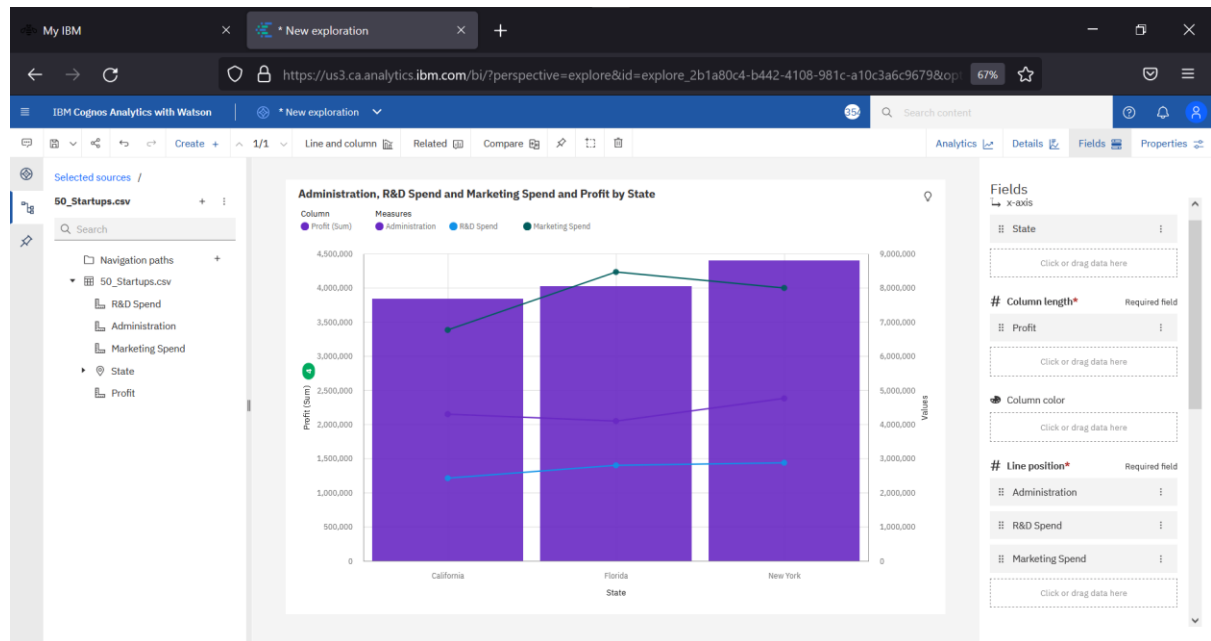 My IBM
* New exploration
https://us3.ca.analytics.ibm.com/bi/?perspective=explore&id=explore_2b1a80c4-b442-4108-981c-a10c3a6c9679&op
67%
IBM Cognos Analytics with Watson
* New exploration
354
Search content
Create +
1/1
Line and column
Related
Compare
Analytics
Details
Fields
Properties
Selected sources /
50_Startups.csv
Search
Navigation paths
50_Startups.csv
R&D Spend
Administration
Marketing Spend
State
Profit
Administration, R&D Spend and Marketing Spend and Profit by State
Column
Measures
Profit (Sum)
Administration
R&D Spend
Marketing Spend
4,500,000
4,000,000
3,500,000
3,000,000
2,500,000
2,000,000
1,500,000
1,000,000
500,000
0
Profit (Sum)
9,000,000
8,000,000
7,000,000
6,000,000
5,000,000
4,000,000
3,000,000
2,000,000
1,000,000
0
Values
California
Florida
New York
State
Fields
x-axis
State
Click or drag data here
# Column length*
Required field
Profit
Click or drag data here
Column color
Click or drag data here
# Line position*
Required field
Administration
R&D Spend
Marketing Spend
Click or drag data here